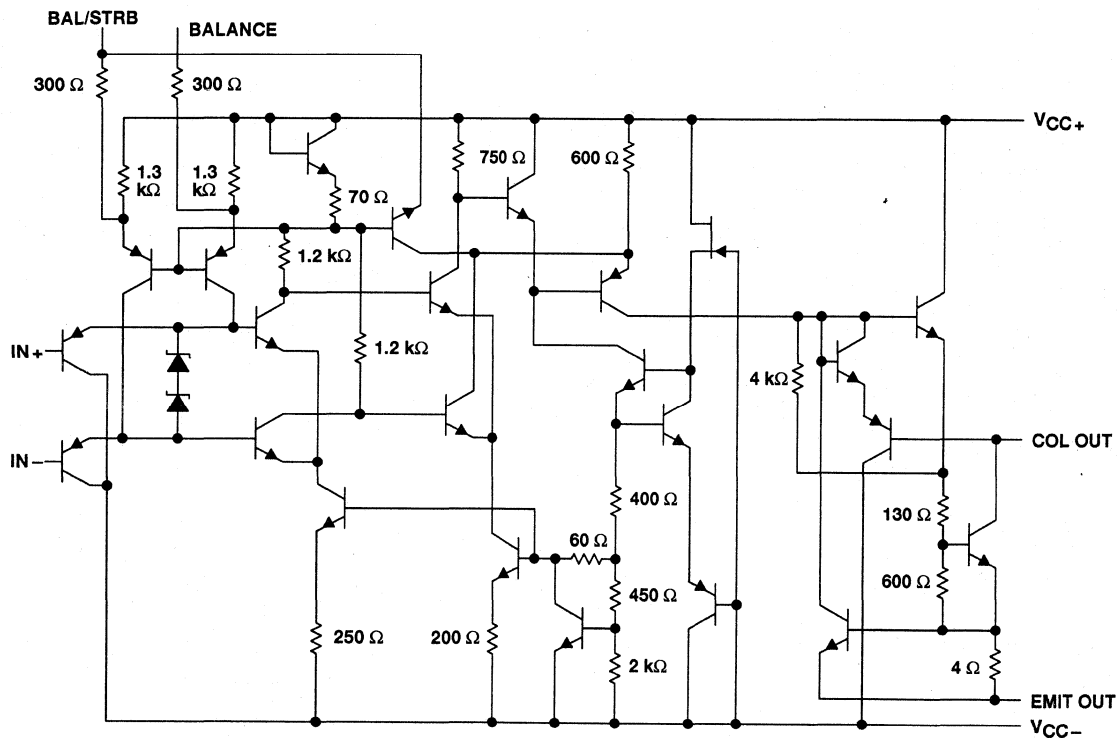 BAL/STRB
BALANCE
300 Ω
300 Ω
VCC+
1.3
kΩ
1.3
kΩ
750 Ω
600 Ω
70 Ω
1.2 kΩ
IN+
1.2 kΩ
4 kΩ
COL OUT
IN−
400 Ω
130 Ω
60 Ω
600 Ω
450 Ω
250 Ω
200 Ω
2 kΩ
4 Ω
EMIT OUT
VCC−